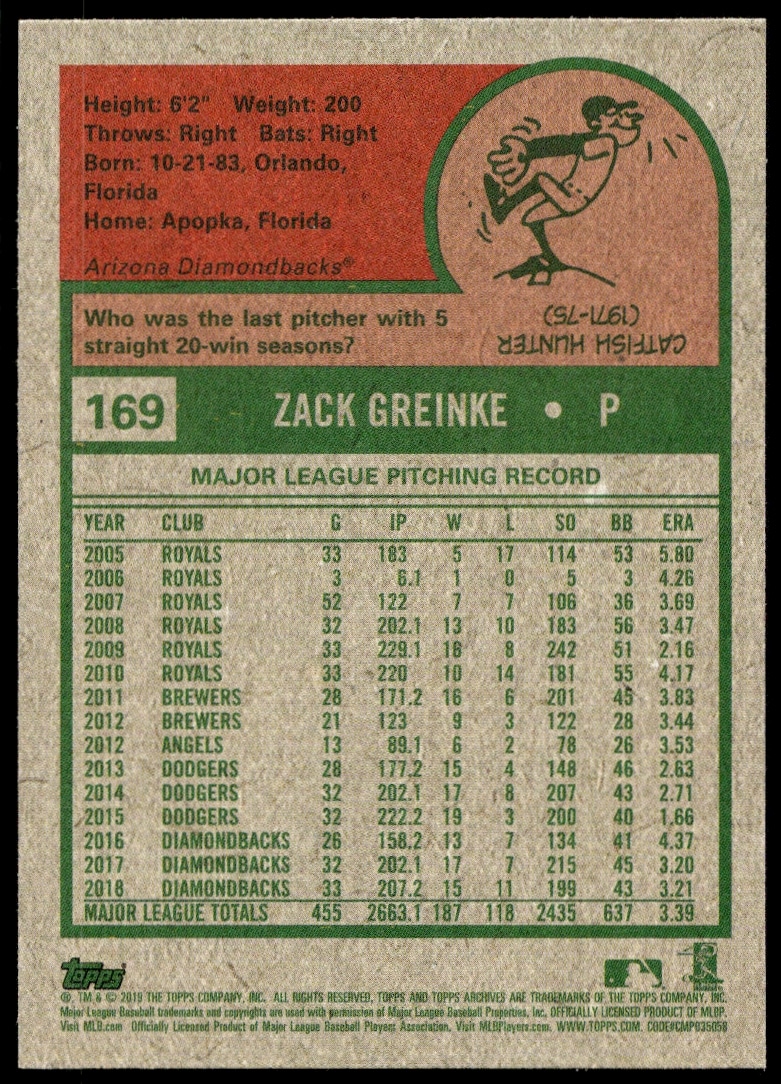 Height: 6'2" Weight: 200
Throws: Right Bats: Right
Born: 10-21-83, Orlando,
Florida
Home: Apopka, Florida
Arizona Diamondbacks®
Who was the last pitcher with 5
straight 20-win seasons?
CATFISH HUNTER
(1971-75)
169 ZACK GREINKE • P
MAJOR LEAGUE PITCHING RECORD
YEAR CLUB G IP W L SO BB ERA
2005 ROYALS 33 183 5 17 114 53 5.80
2006 ROYALS 3 6.1 1 0 5 3 4.26
2007 ROYALS 52 122 7 7 106 36 3.69
2008 ROYALS 32 202.1 13 10 183 56 3.47
2009 ROYALS 33 229.1 16 8 242 51 2.16
2010 ROYALS 33 220 10 14 181 55 4.17
2011 BREWERS 28 171.2 16 6 201 45 3.83
2012 BREWERS 21 123 9 3 122 28 3.44
2012 ANGELS 13 89.1 6 2 78 26 3.53
2013 DODGERS 28 177.2 15 4 148 46 2.63
2014 DODGERS 32 202.1 17 8 207 43 2.71
2015 DODGERS 32 222.2 19 3 200 40 1.66
2016 DIAMONDBACKS 26 158.2 13 7 134 41 4.37
2017 DIAMONDBACKS 32 202.1 17 7 215 45 3.20
2018 DIAMONDBACKS 33 207.2 15 11 199 43 3.21
MAJOR LEAGUE TOTALS 455 2663.1 187 118 2435 637 3.39
Topps
®, TM & © 2019 THE TOPPS COMPANY, INC. ALL RIGHTS RESERVED. TOPPS AND TOPPS ARCHIVES ARE TRADEMARKS OF THE TOPPS COMPANY, INC.
Major League Baseball trademarks and copyrights are used with permission of Major League Baseball Properties, Inc. OFFICIALLY LICENSED PRODUCT OF MLBP.
Visit MLB.com Officially Licensed Product of Major League Baseball Players Association. Visit MLBPlayers.com. WWW.TOPPS.COM. CODE#CMP035058